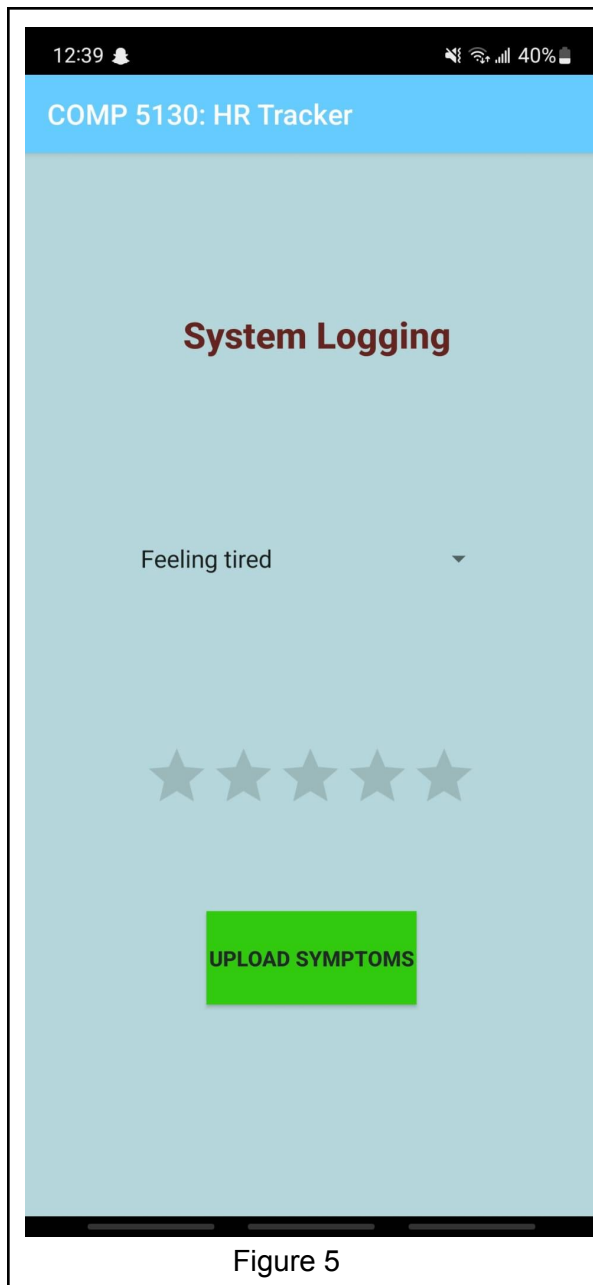 12:39 40%
COMP 5130: HR Tracker
System Logging
Feeling tired
UPLOAD SYMPTOMS
Figure 5